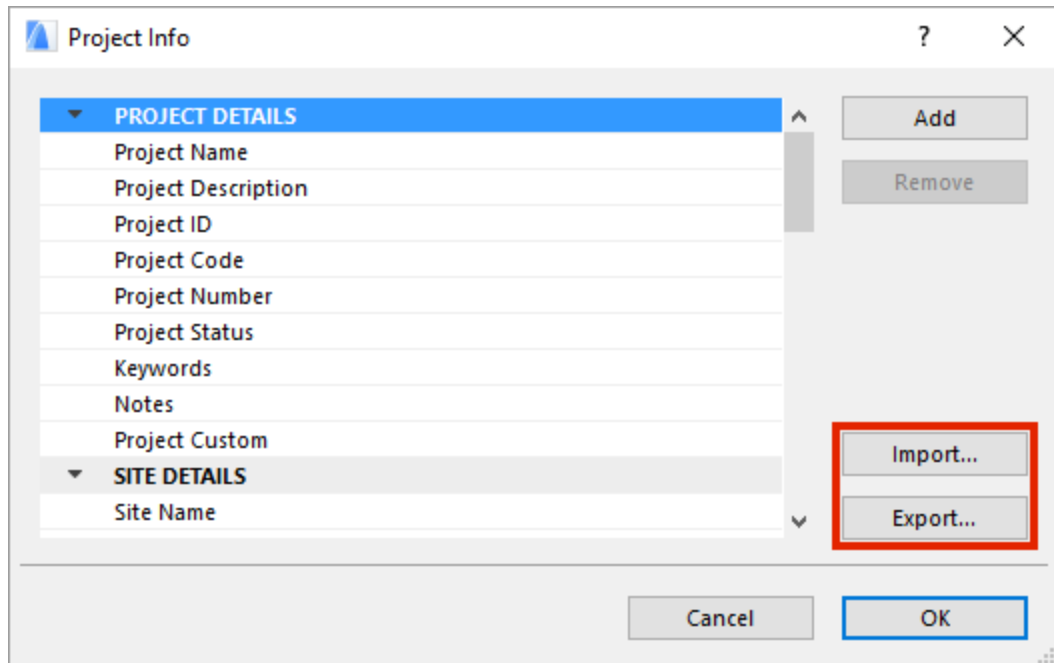 Project Info
?
PROJECT DETAILS
Add
Project Name
Project Description
Remove
Project ID
Project Code
Project Number
Project Status
Keywords
Notes
Project Custom
Import...
SITE DETAILS
Site Name
Export...
Cancel
OK